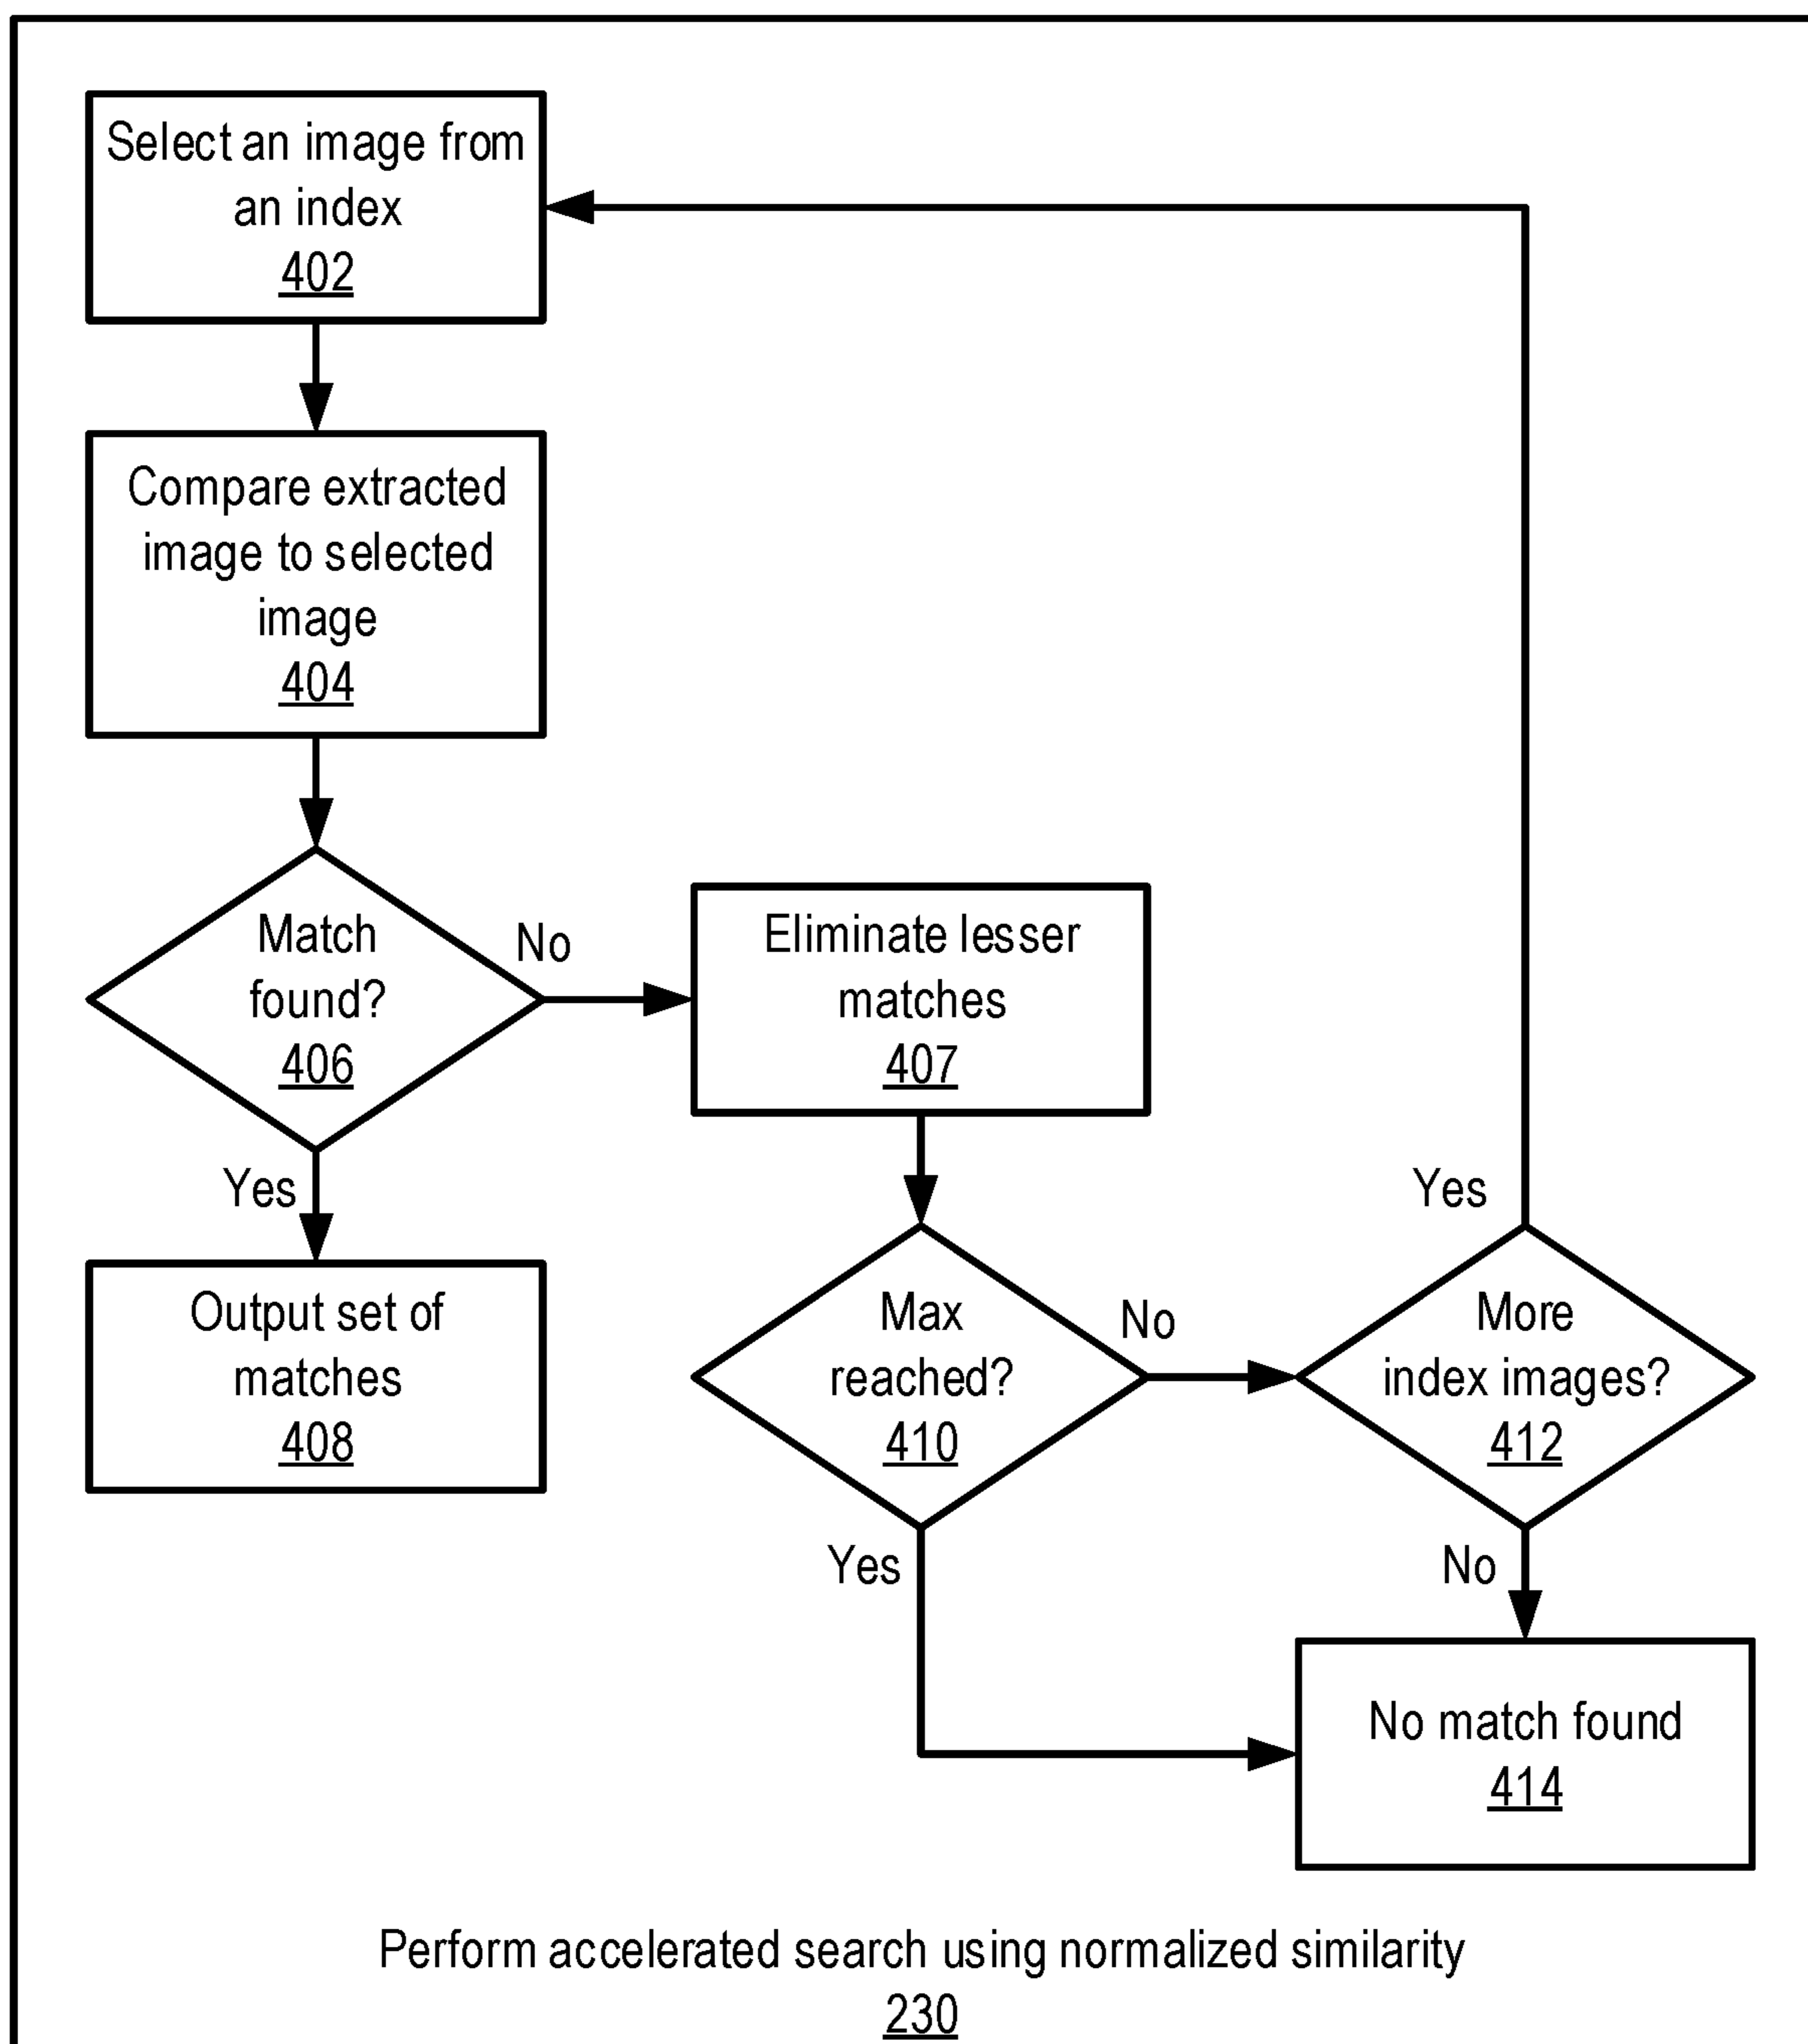 Select an image from
an index
402
Compare extracted
image to selected
image
404
Match
found?
406
No
Eliminate lesser
matches
407
Yes
Output set of
matches
408
Max
reached?
410
No
Yes
More
index images?
412
Yes
No
No match found
414
Perform accelerated search using normalized similarity
230